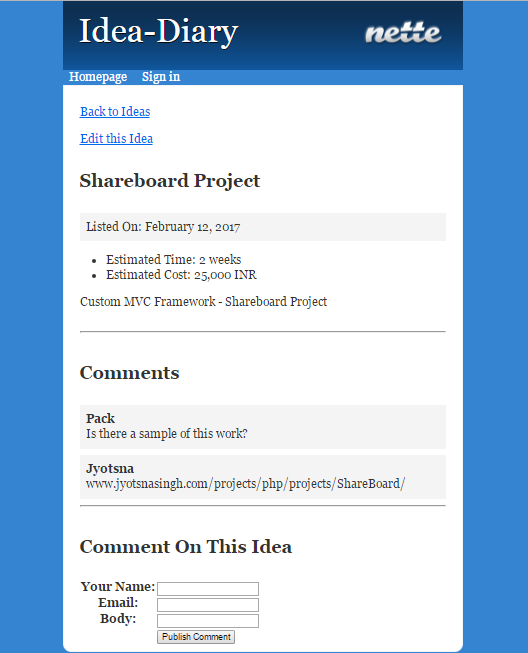 Idea-Diary
nette
Homepage Sign in
Back to Ideas
Edit this Idea
Shareboard Project
Listed On: February 12, 2017
Estimated Time: 2 weeks
Estimated Cost: 25,000 INR
Custom MVC Framework - Shareboard Project
Comments
Pack
Is there a sample of this work?
Jyotsna
www.jyotsnasingh.com/projects/php/projects/ShareBoard/
Comment On This Idea
Your Name:
Email:
Body:
Publish Comment